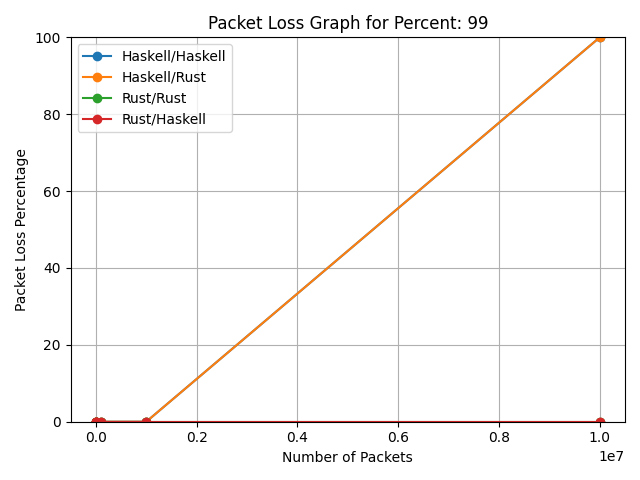 Packet Loss Graph for Percent: 99
Packet Loss Percentage
100
80
60
40
20
0
Haskell/Haskell
Haskell/Rust
Rust/Rust
Rust/Haskell
0.0
0.2
0.4
0.6
0.8
1.0
1e7
Number of Packets